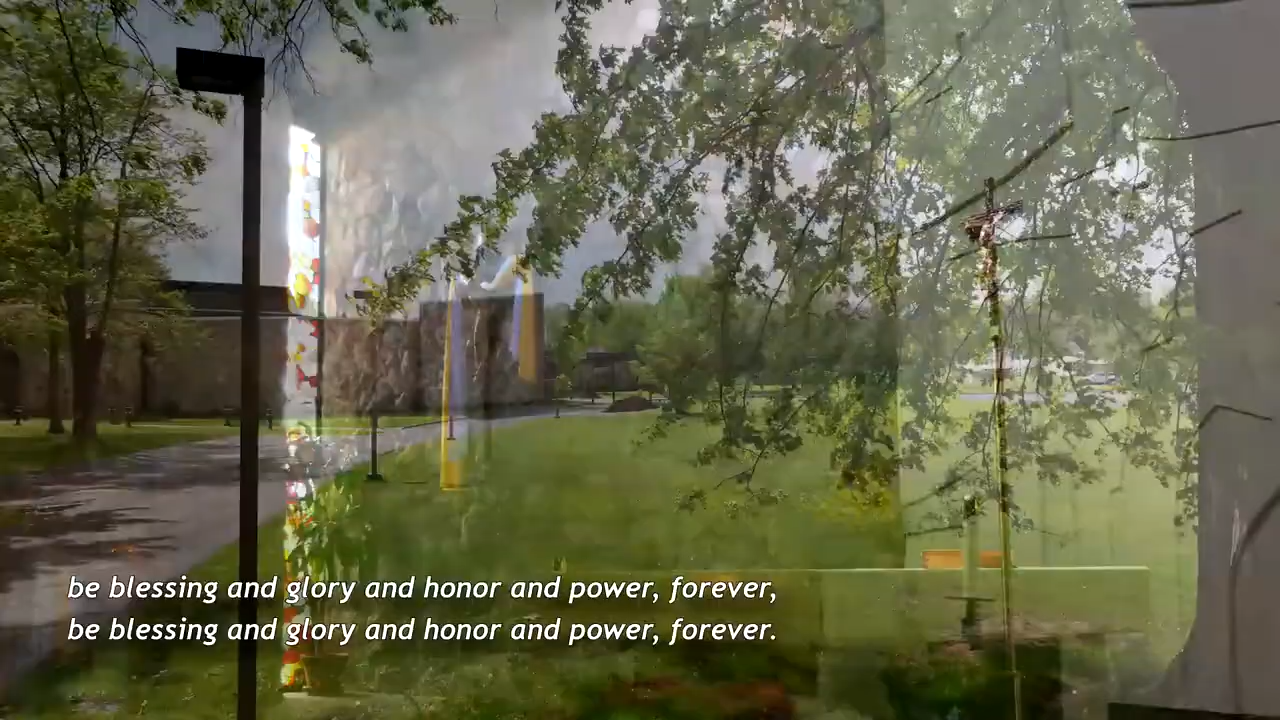 be blessing and glory and honor and power, forever,
be blessing and glory and honor and power, forever.